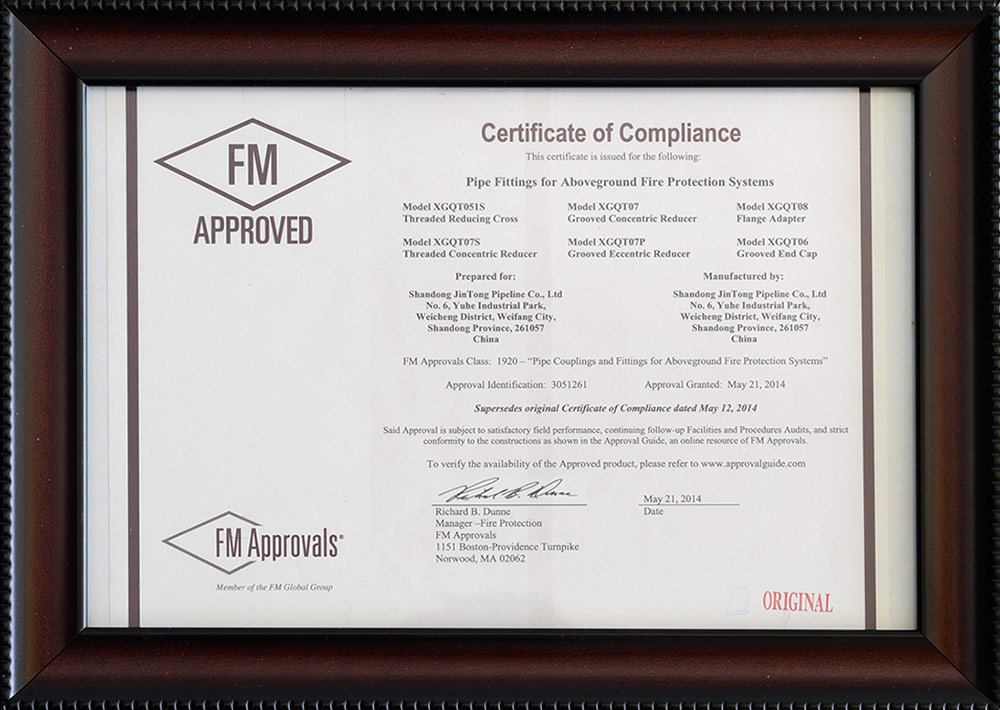 FM
APPROVED
Certificate of Compliance
This certificate is issued for the following:
Pipe Fittings for Aboveground Fire Protection Systems
Model XGQT051S
Threaded Reducing Cross
Model XGQT07
Grooved Concentric Reducer
Model XGQT08
Flange Adapter
Model XGQT07S
Threaded Concentric Reducer
Model XGQT07P
Grooved Eccentric Reducer
Model XGQT06
Grooved End Cap
Prepared for:
Shandong JinTong Pipeline Co., Ltd
No. 6, Yuhe Industrial Park,
Weicheng District, Weifang City,
Shandong Province, 261057
China
Manufactured by:
Shandong JinTong Pipeline Co., Ltd
No. 6, Yuhe Industrial Park,
Weicheng District, Weifang City,
Shandong Province, 261057
China
FM Approvals Class: 1920 – “Pipe Couplings and Fittings for Aboveground Fire Protection Systems”
Approval Identification: 3051261 Approval Granted: May 21, 2014
Supersedes original Certificate of Compliance dated May 12, 2014
Said Approval is subject to satisfactory field performance, continuing follow-up Facilities and Procedures Audits, and strict
conformity to the constructions as shown in the Approval Guide, an online resource of FM Approvals.
To verify the availability of the Approved product, please refer to www.approvalguide.com
Richard B. Dunne
Richard B. Dunne
Manager –Fire Protection
FM Approvals
1151 Boston-Providence Turnpike
Norwood, MA 02062
May 21, 2014
Date
FM Approvals®
Member of the FM Global Group
ORIGINAL